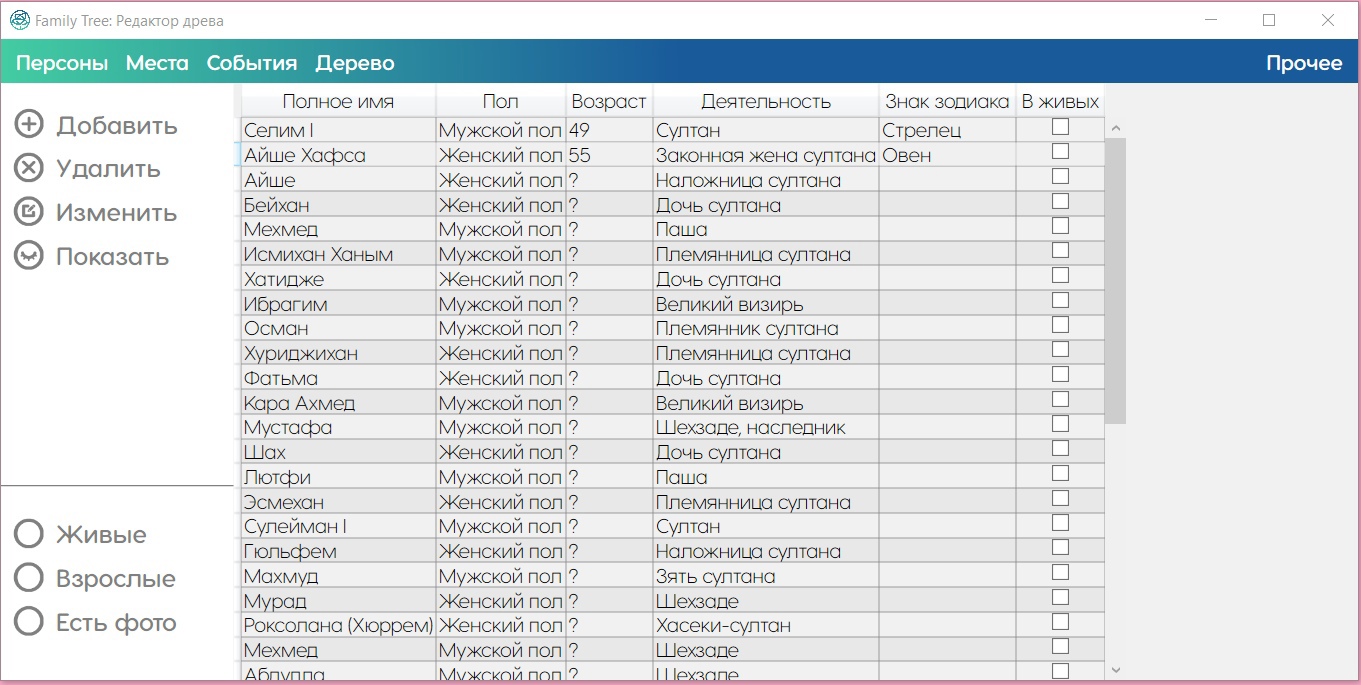 Family Tree: Редактор древа
Персоны Места События Дерево Прочее
Добавить
Удалить
Изменить
Показать
Живые
Взрослые
Есть фото
Полное имя Пол Возраст Деятельность Знак зодиака В живых
Селим I Мужской пол 49 Султан Стрелец
Айше Хафса Женский пол 55 Законная жена султана Овен
Айше Женский пол ? Наложница султана
Бейхан Женский пол ? Дочь султана
Мехмед Мужской пол ? Паша
Исмихан Ханым Мужской пол ? Племянница султана
Хатидже Женский пол ? Дочь султана
Ибрагим Мужской пол ? Великий визирь
Осман Мужской пол ? Племянник султана
Хуриджихан Женский пол ? Племянница султана
Фатьма Женский пол ? Дочь султана
Кара Ахмед Мужской пол ? Великий визирь
Мустафа Мужской пол ? Шехзаде, наследник
Шах Женский пол ? Дочь султана
Лютфи Мужской пол ? Паша
Эсмехан Женский пол ? Племянница султана
Сулейман I Мужской пол ? Султан
Гюльфем Женский пол ? Наложница султана
Махмуд Мужской пол ? Зять султана
Мурад Женский пол ? Шехзаде
Роксолана (Хюррем) Женский пол ? Хасеки-султан
Мехмед Мужской пол ? Шехзаде
Абдулла Мужской пол ? Шехзаде